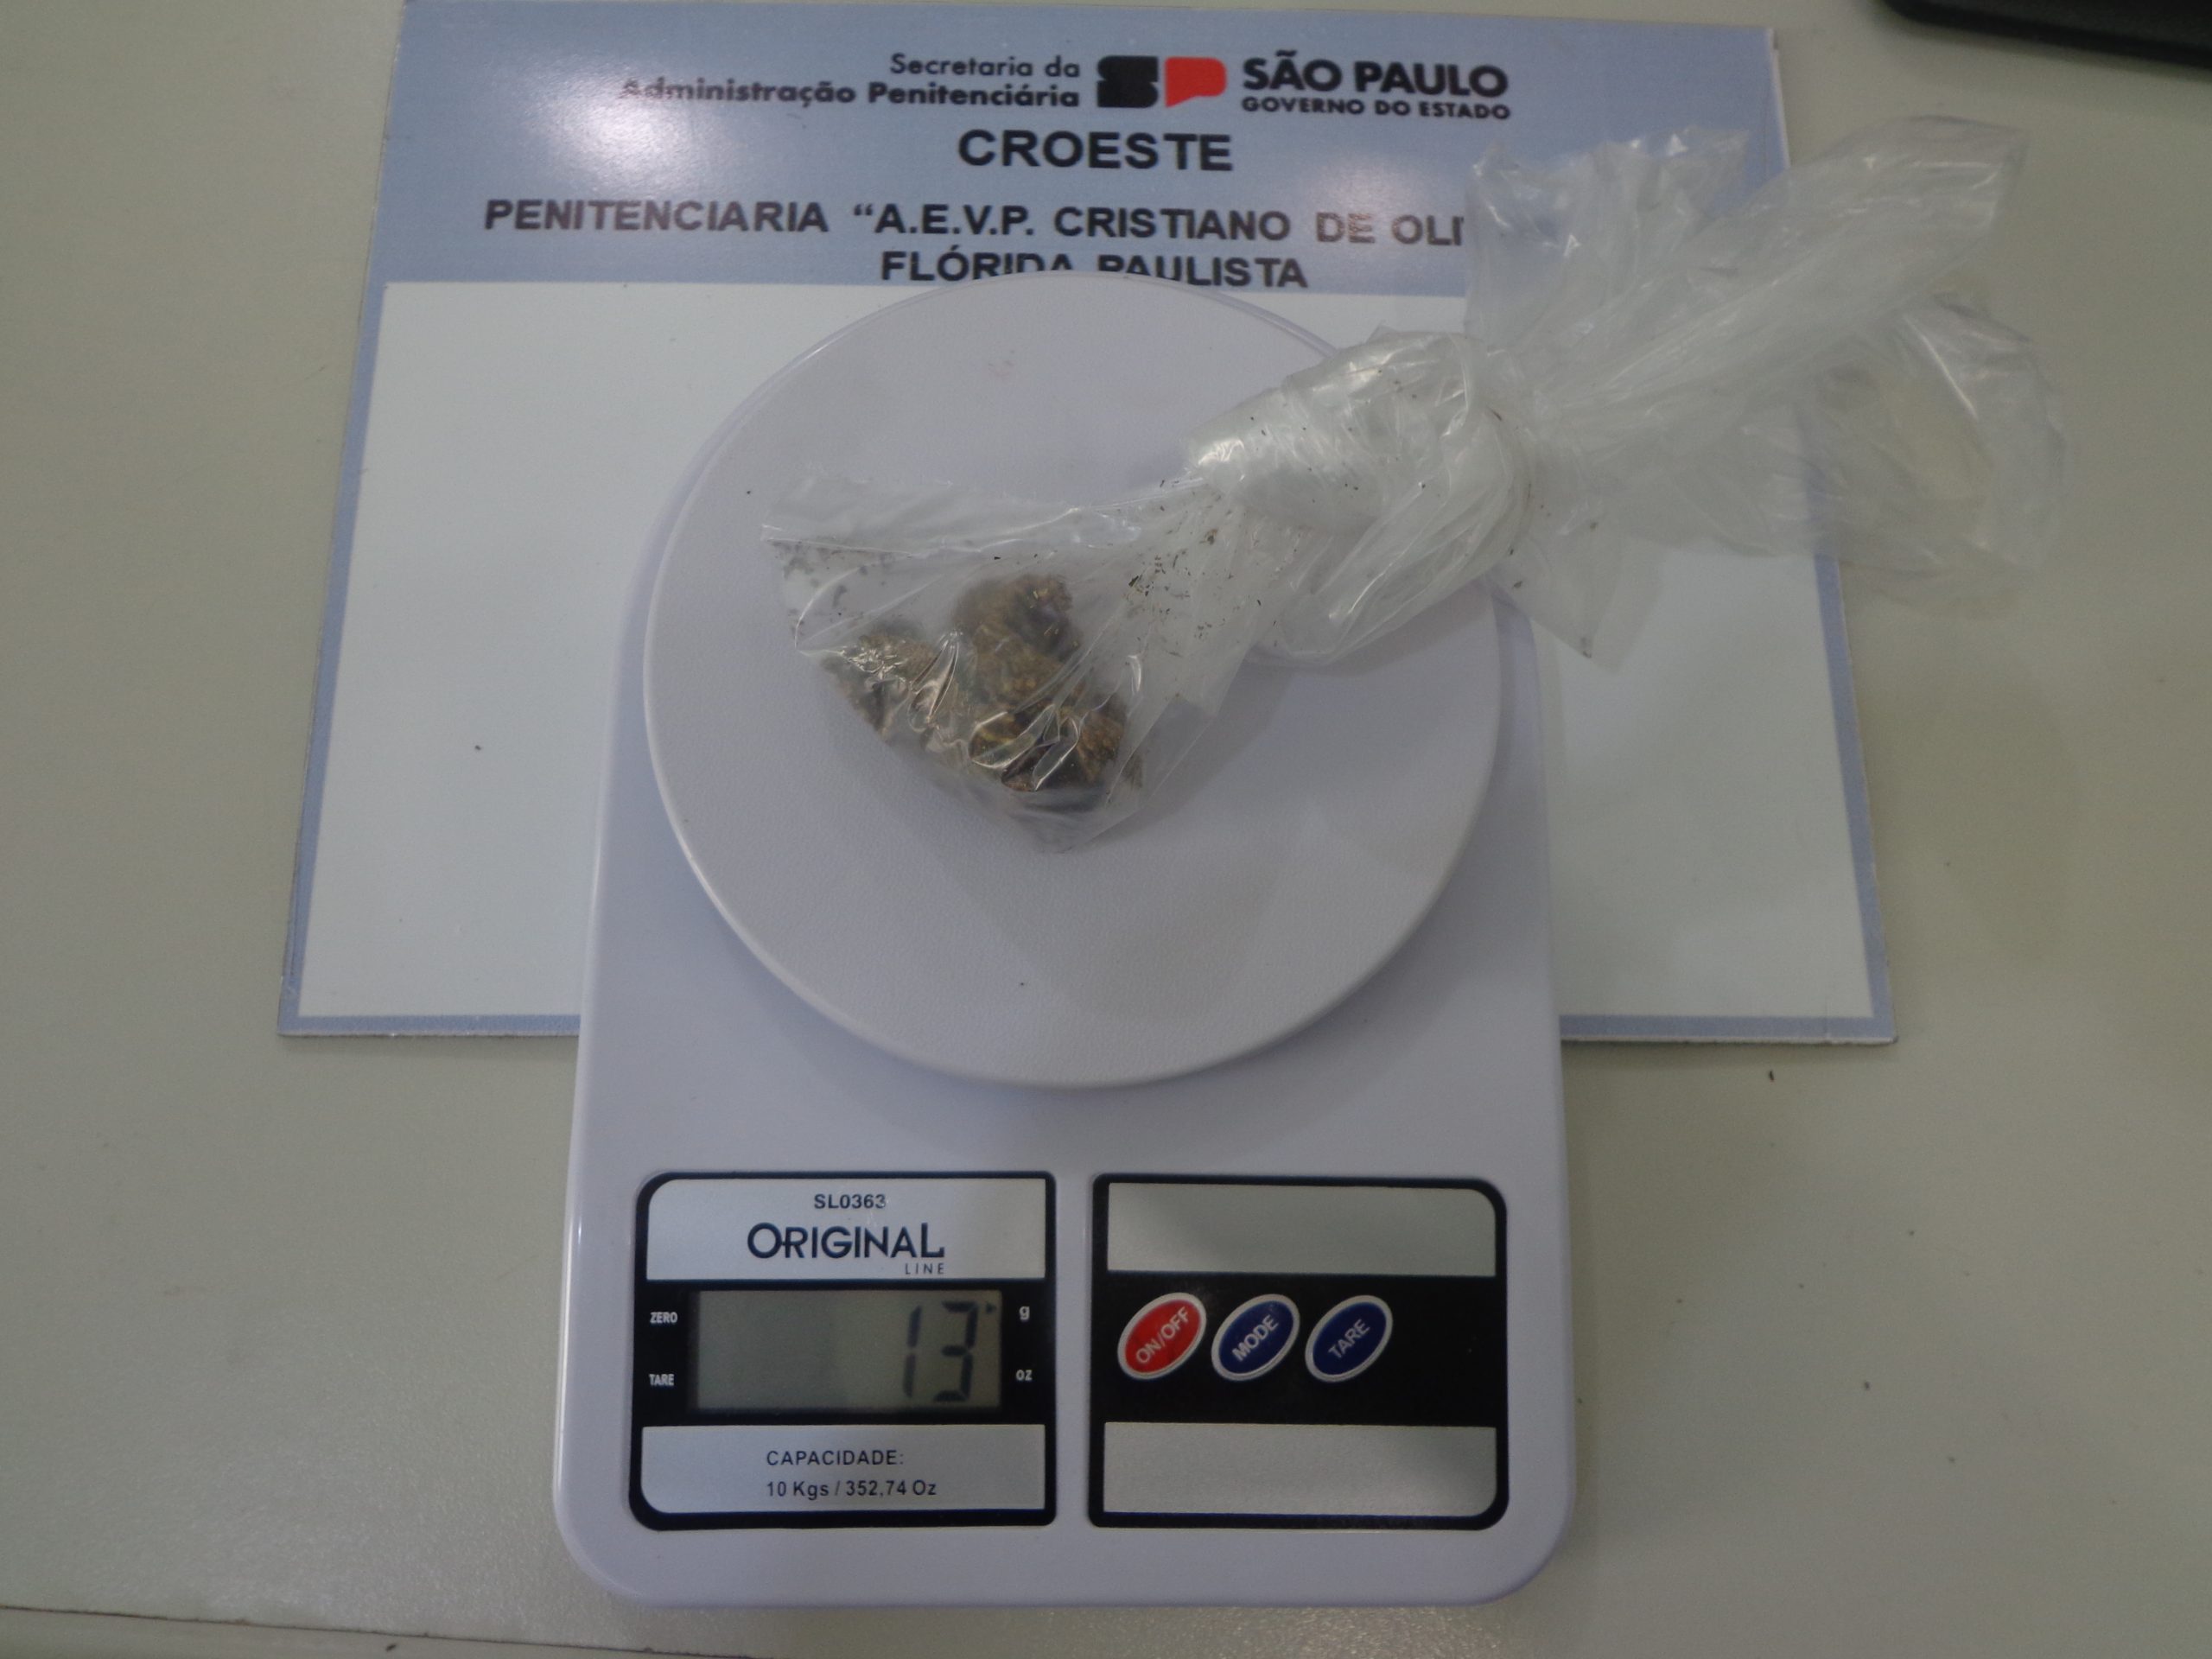 Secretaria da
Administração Penitenciária
SÃO PAULO
GOVERNO DO ESTADO
CROESTE
PENITENCIARIA “A.E.V.P. CRISTIANO DE
FLÓRIDA PAULISTA
SL0363
ORIGINAL
LINE
ZERO
TARE
13
g
oz
ON/OFF
MODE
TARE
CAPACIDADE:
10 Kgs / 352,74 Oz